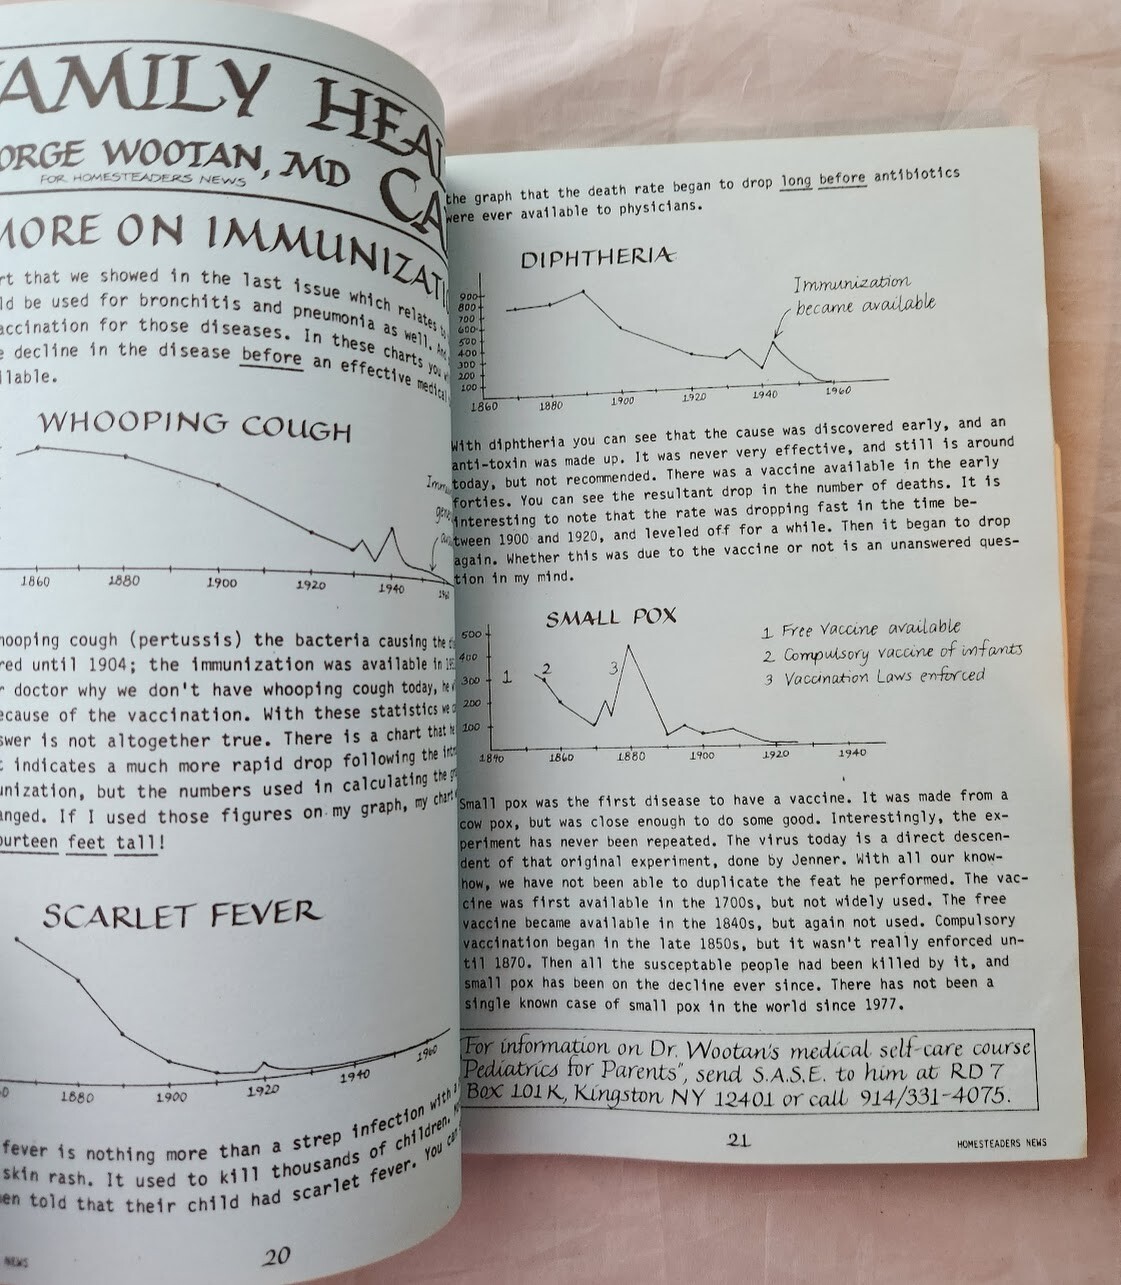 FAMILY HEAL
ORGE WOOTAN, MD
FOR HOMESTEADERS NEWS
CA
MORE ON IMMUNIZATI
rt that we showed in the last issue which relates
ld be used for bronchitis and pneumonia as well.
accination for those diseases. In these charts you
e decline in the disease before an effective medical
ilable.
WHOOPING COUGH
1860
1880
1900
1920
1940
1960
hooping cough (pertussis) the bacteria causing the
red until 1904; the immunization was available in
r doctor why we don't have whooping cough today, he
ecause of the vaccination. With these statistics we
swer is not altogether true. There is a chart that
t indicates a much more rapid drop following the
unization, but the numbers used in calculating the
anged. If I used those figures on my graph, my chart
ourteen feet tall!
SCARLET FEVER
0
1880
1900
1920
1940
1960
fever is nothing more than a strep infection with
skin rash. It used to kill thousands of children.
en told that their child had scarlet fever. You can
NEWS
20
the graph that the death rate began to drop long before antibiotics
were ever available to physicians.
DIPHTHERIA
Immunization
became available
900
800
700
600
500
400
300
200
100
1860
1880
1900
1920
1940
1960
With diphtheria you can see that the cause was discovered early, and an
anti-toxin was made up. It was never very effective, and still is around
today, but not recommended. There was a vaccine available in the early
forties. You can see the resultant drop in the number of deaths. It is
interesting to note that the rate was dropping fast in the time be-
tween 1900 and 1920, and leveled off for a while. Then it began to drop
again. Whether this was due to the vaccine or not is an unanswered ques-
tion in my mind.
SMALL POX
1 Free Vaccine available
2 Compulsory vaccine of infants
3 Vaccination Laws enforced
500
400
300
200
100
1
2
3
1840
1860
1880
1900
1920
1940
Small pox was the first disease to have a vaccine. It was made from a
cow pox, but was close enough to do some good. Interestingly, the ex-
periment has never been repeated. The virus today is a direct descen-
dent of that original experiment, done by Jenner. With all our know-
how, we have not been able to duplicate the feat he performed. The vac-
cine was first available in the 1700s, but not widely used. The free
vaccine became available in the 1840s, but again not used. Compulsory
vaccination began in the late 1850s, but it wasn't really enforced un-
til 1870. Then all the susceptable people had been killed by it, and
small pox has been on the decline ever since. There has not been a
single known case of small pox in the world since 1977.
For information on Dr. Wootan's medical self-care course
Pediatrics for Parents", send S.A.S.E. to him at RD 7
Box 101K, Kingston NY 12401 or call 914/331-4075.
21
HOMESTEADERS NEWS